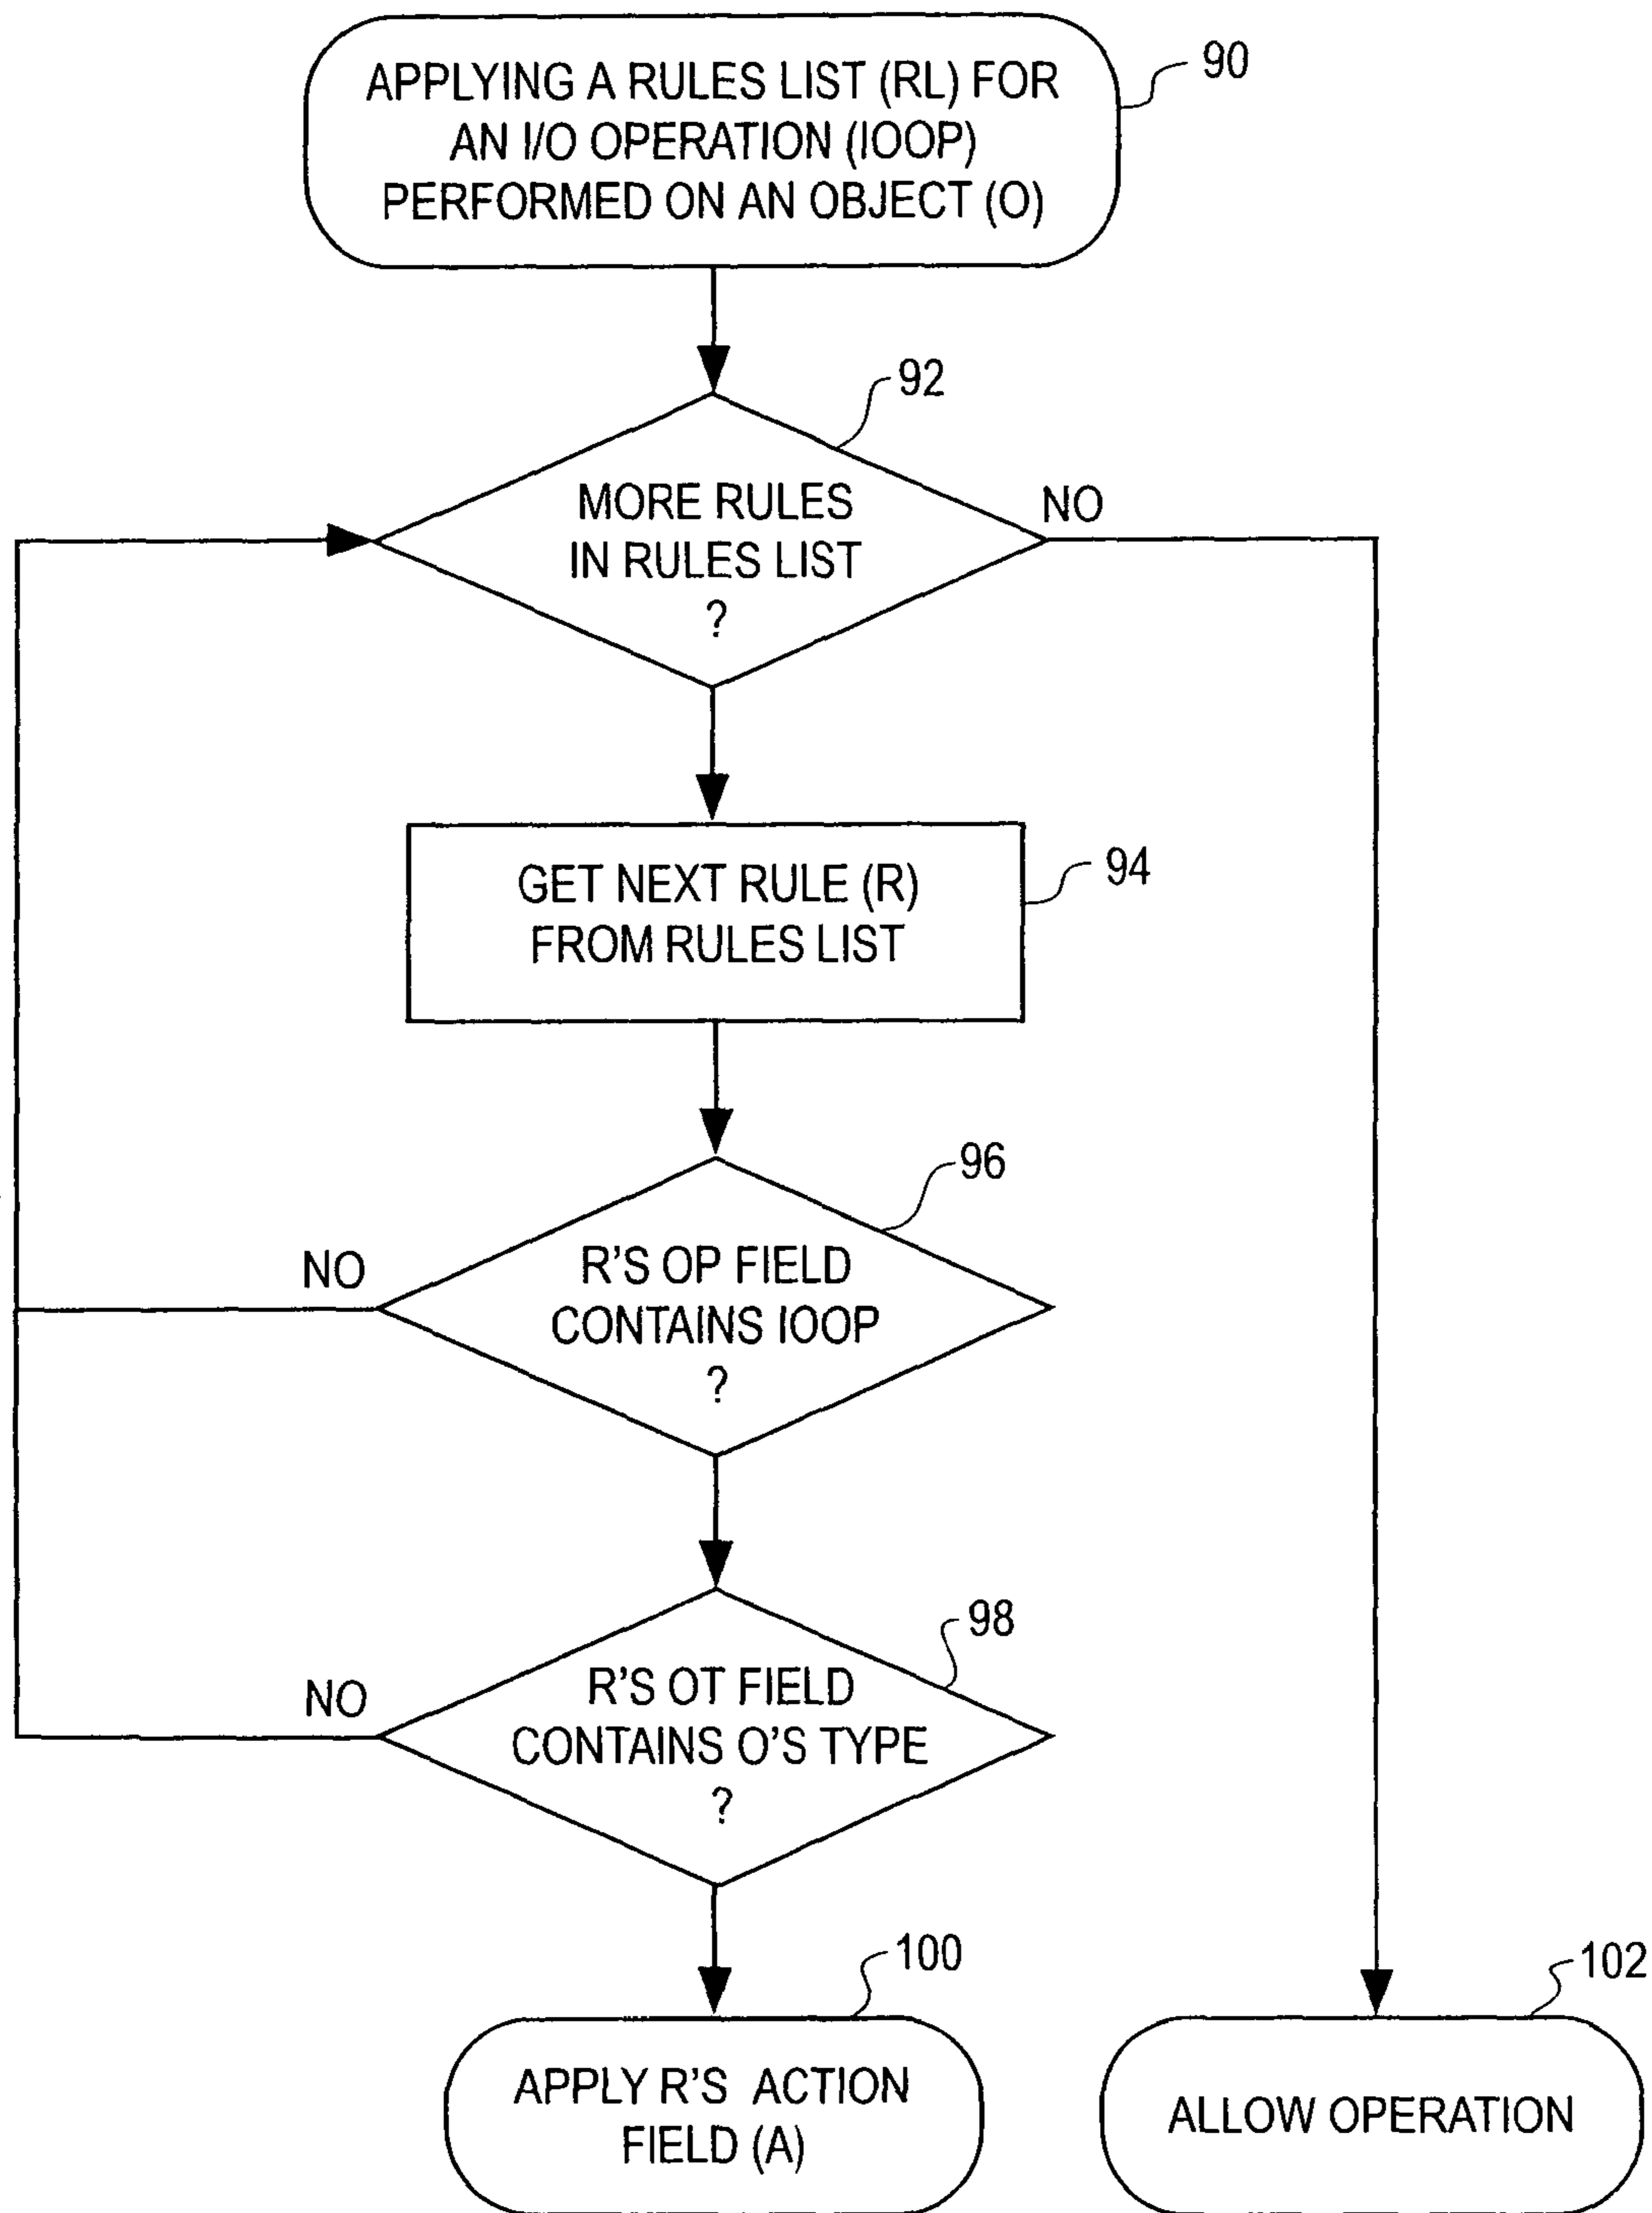 APPLYING A RULES LIST (RL) FOR
AN I/O OPERATION (IOOP)
PERFORMED ON AN OBJECT (O)
90
92
MORE RULES
IN RULES LIST
?
NO
GET NEXT RULE (R)
FROM RULES LIST
94
96
R'S OP FIELD
CONTAINS IOOP
?
NO
98
R'S OT FIELD
CONTAINS O'S TYPE
?
NO
100
APPLY R'S ACTION
FIELD (A)
102
ALLOW OPERATION